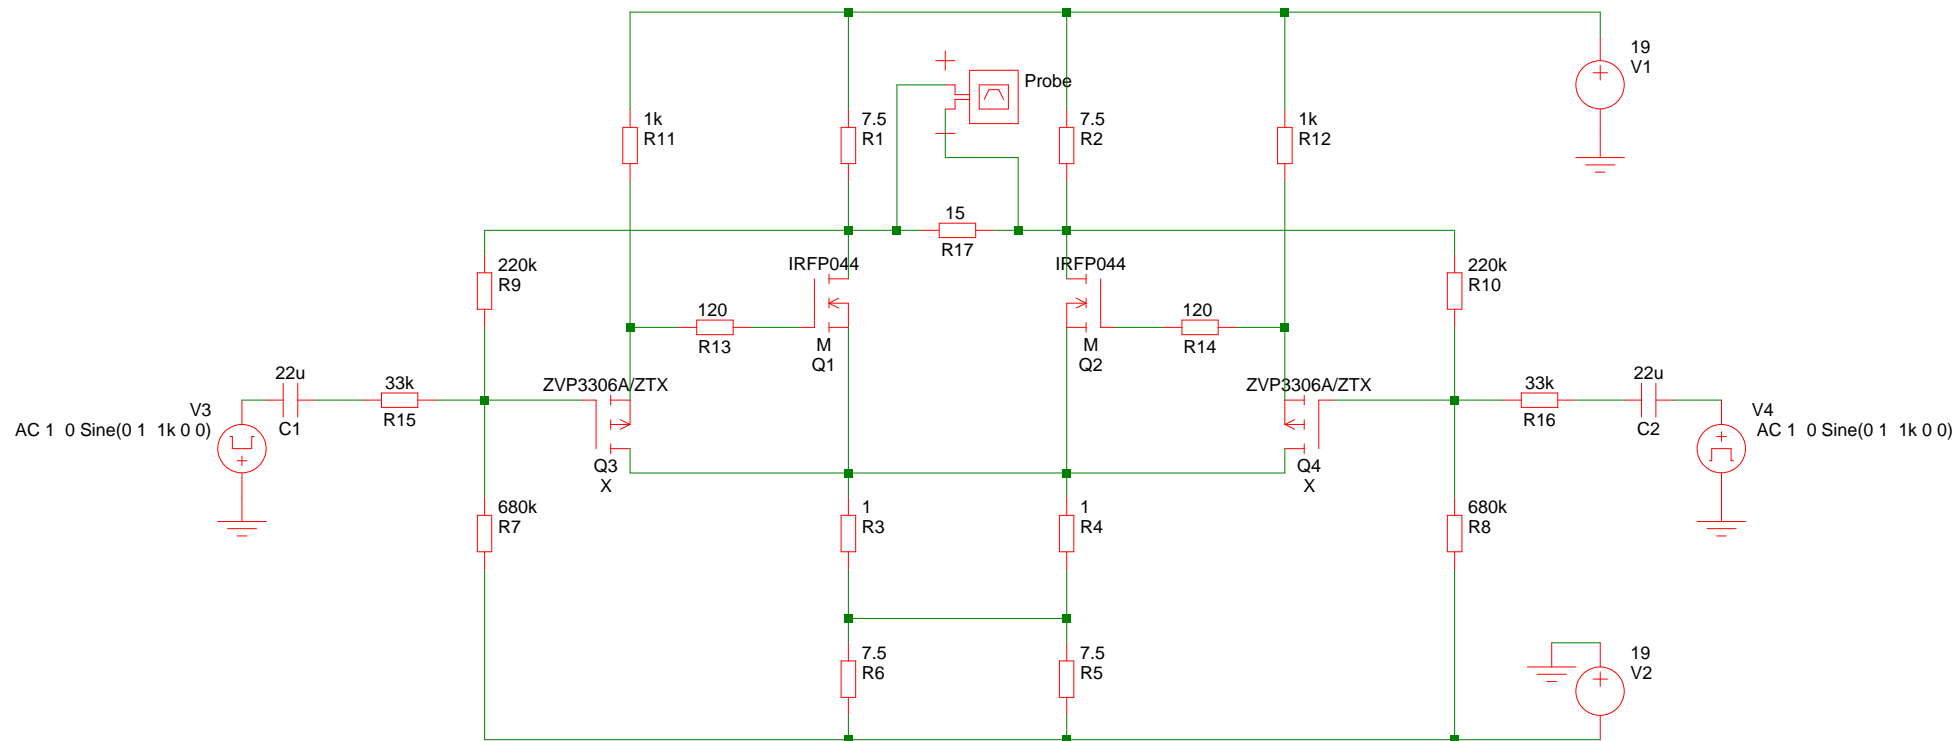 19
V1
Probe
1k
R11
7.5
R1
7.5
R2
1k
R12
15
R17
IRFP044
IRFP044
220k
R9
220k
R10
120
R13
120
R14
M
Q1
M
Q2
22u
C1
33k
R15
ZVP3306A/ZTX
ZVP3306A/ZTX
33k
R16
22u
C2
V3
AC 1 0 Sine(0 1 1k 0 0)
V4
AC 1 0 Sine(0 1 1k 0 0)
Q3
X
Q4
X
680k
R7
1
R3
1
R4
680k
R8
7.5
R6
7.5
R5
19
V2